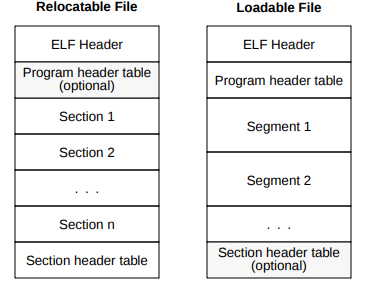 Relocatable File
ELF Header
Program header table
(optional)
Section 1
Section 2
. . .
Section n
Section header table
Loadable File
ELF Header
Program header table
Segment 1
Segment 2
. . .
Section header table
(optional)